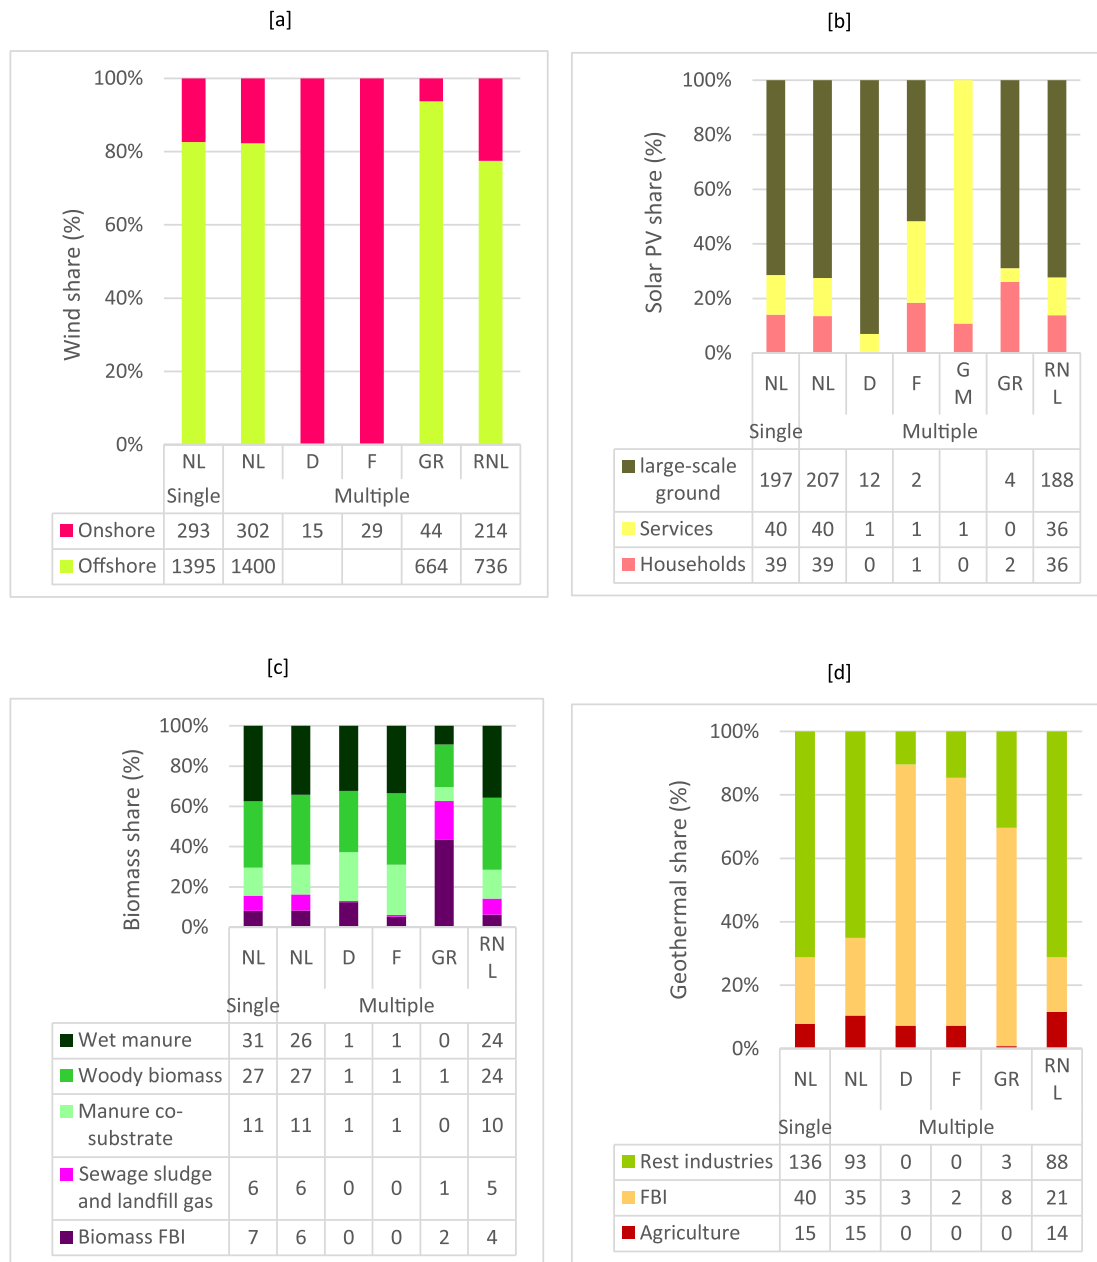 [a]
Wind share (%)
100%
80%
60%
40%
20%
0%
NL NL D F GR RNL
Single Multiple
Onshore 293 302 15 29 44 214
Offshore 1395 1400 664 736
[b]
Solar PV share (%)
100%
80%
60%
40%
20%
0%
NL NL D F G GR RN
M L
Single Multiple
large-scale
ground 197 207 12 2 4 188
Services 40 40 1 1 1 0 36
Households 39 39 0 1 0 2 36
[c]
Biomass share (%)
100%
80%
60%
40%
20%
0%
NL NL D F GR RN
L
Single Multiple
Wet manure 31 26 1 1 0 24
Woody biomass 27 27 1 1 1 24
Manure co-
substrate 11 11 1 1 0 10
Sewage sludge
and landfill gas 6 6 0 0 1 5
Biomass FBI 7 6 0 0 2 4
[d]
Geothermal share (%)
100%
80%
60%
40%
20%
0%
NL NL D F GR RN
L
Single Multiple
Rest industries 136 93 0 0 3 88
FBI 40 35 3 2 8 21
Agriculture 15 15 0 0 0 14